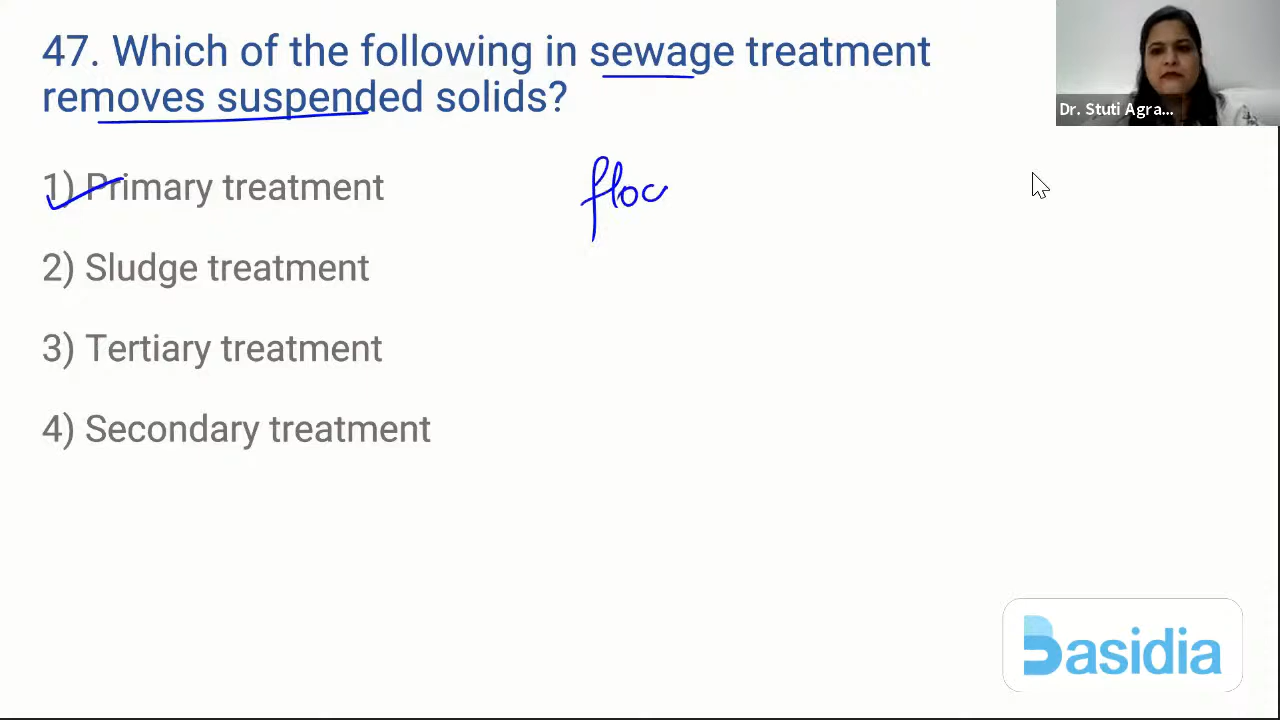 47. Which of the following in sewage treatment
removes suspended solids?
Dr. Stuti Agra...
1) Primary treatment
floc
2) Sludge treatment
3) Tertiary treatment
4) Secondary treatment
Basidia